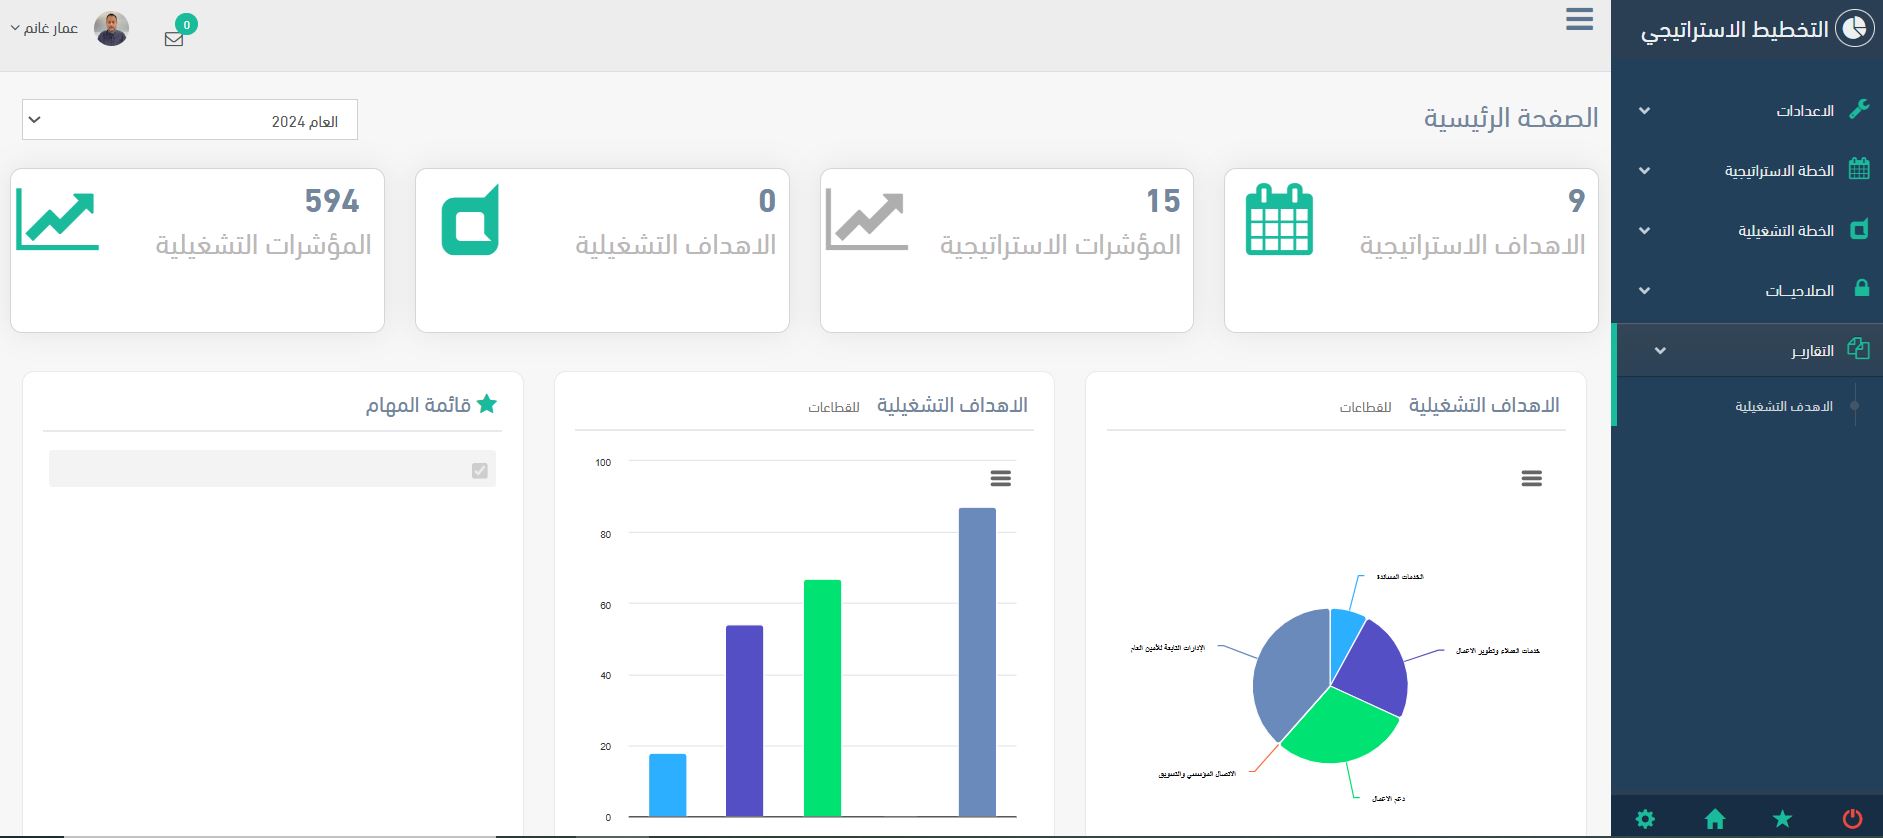 التخطيط الاستراتيجي
الاعدادات
الخطة الاستراتيجية
الخطة التشغيلية
الصلاحيـــات
التقاريــر
الاهدف التشغيلية
0
عمار غانم
الصفحة الرئيسية
العام 2024
9
الاهداف الاستراتيجية
15
المؤشرات الاستراتيجية
0
الاهداف التشغيلية
594
المؤشرات التشغيلية
الاهداف التشغيلية للقطاعات
الخدمات المساندة
خدمات العملاء وتطوير الاعمال
الإدارات التابعة للأمين العام
الاتصال المؤسسي والتسويق
دعم الاعمال
الاهداف التشغيلية للقطاعات
100
80
60
40
20
0
قائمة المهام